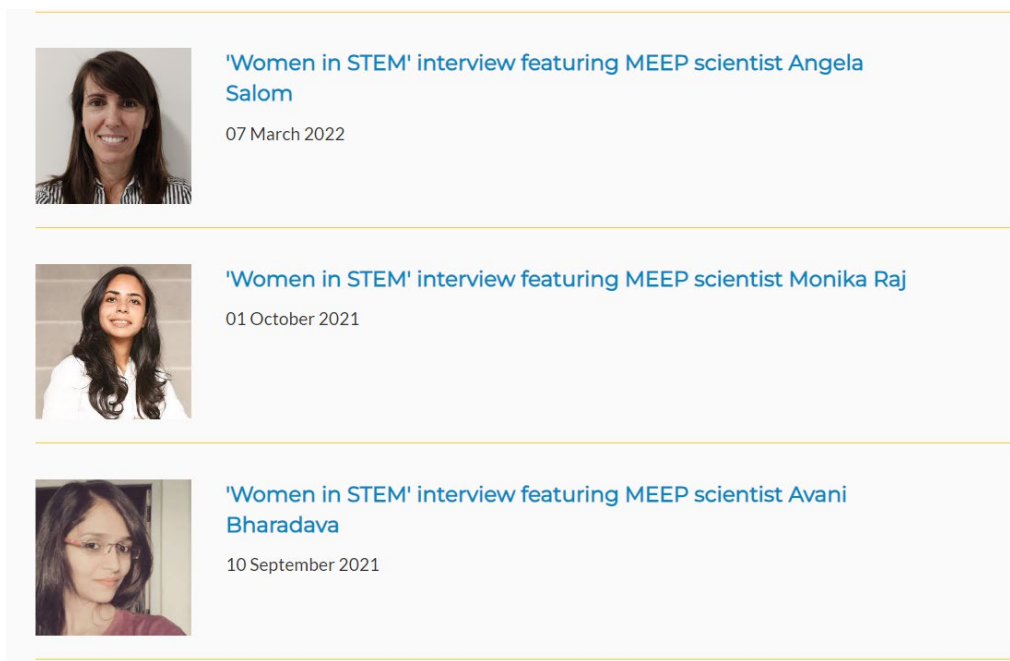 'Women in STEM' interview featuring MEEP scientist Angela
Salom
07 March 2022
'Women in STEM' interview featuring MEEP scientist Monika Raj
01 October 2021
'Women in STEM' interview featuring MEEP scientist Avani
Bharadava
10 September 2021